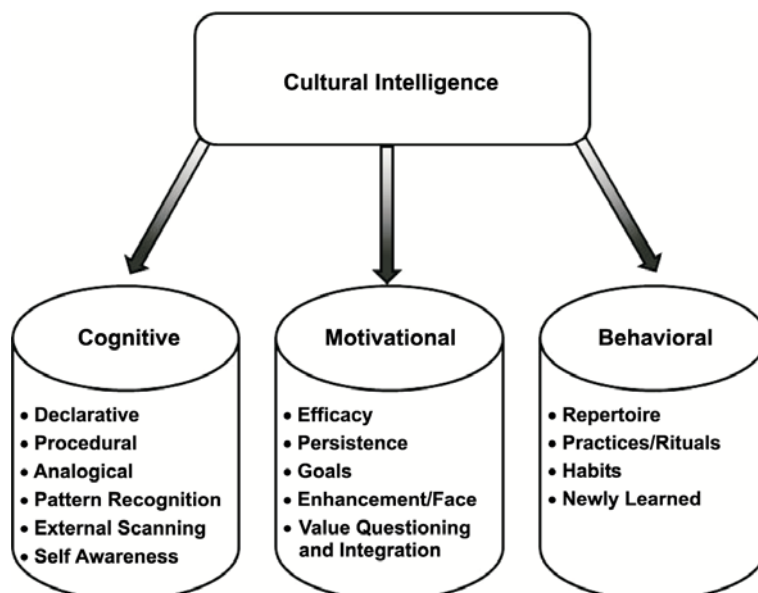 Cultural Intelligence
Cognitive
• Declarative
• Procedural
• Analogical
• Pattern Recognition
• External Scanning
• Self Awareness
Motivational
• Efficacy
• Persistence
• Goals
• Enhancement/Face
• Value Questioning
and Integration
Behavioral
• Repertoire
• Practices/Rituals
• Habits
• Newly Learned